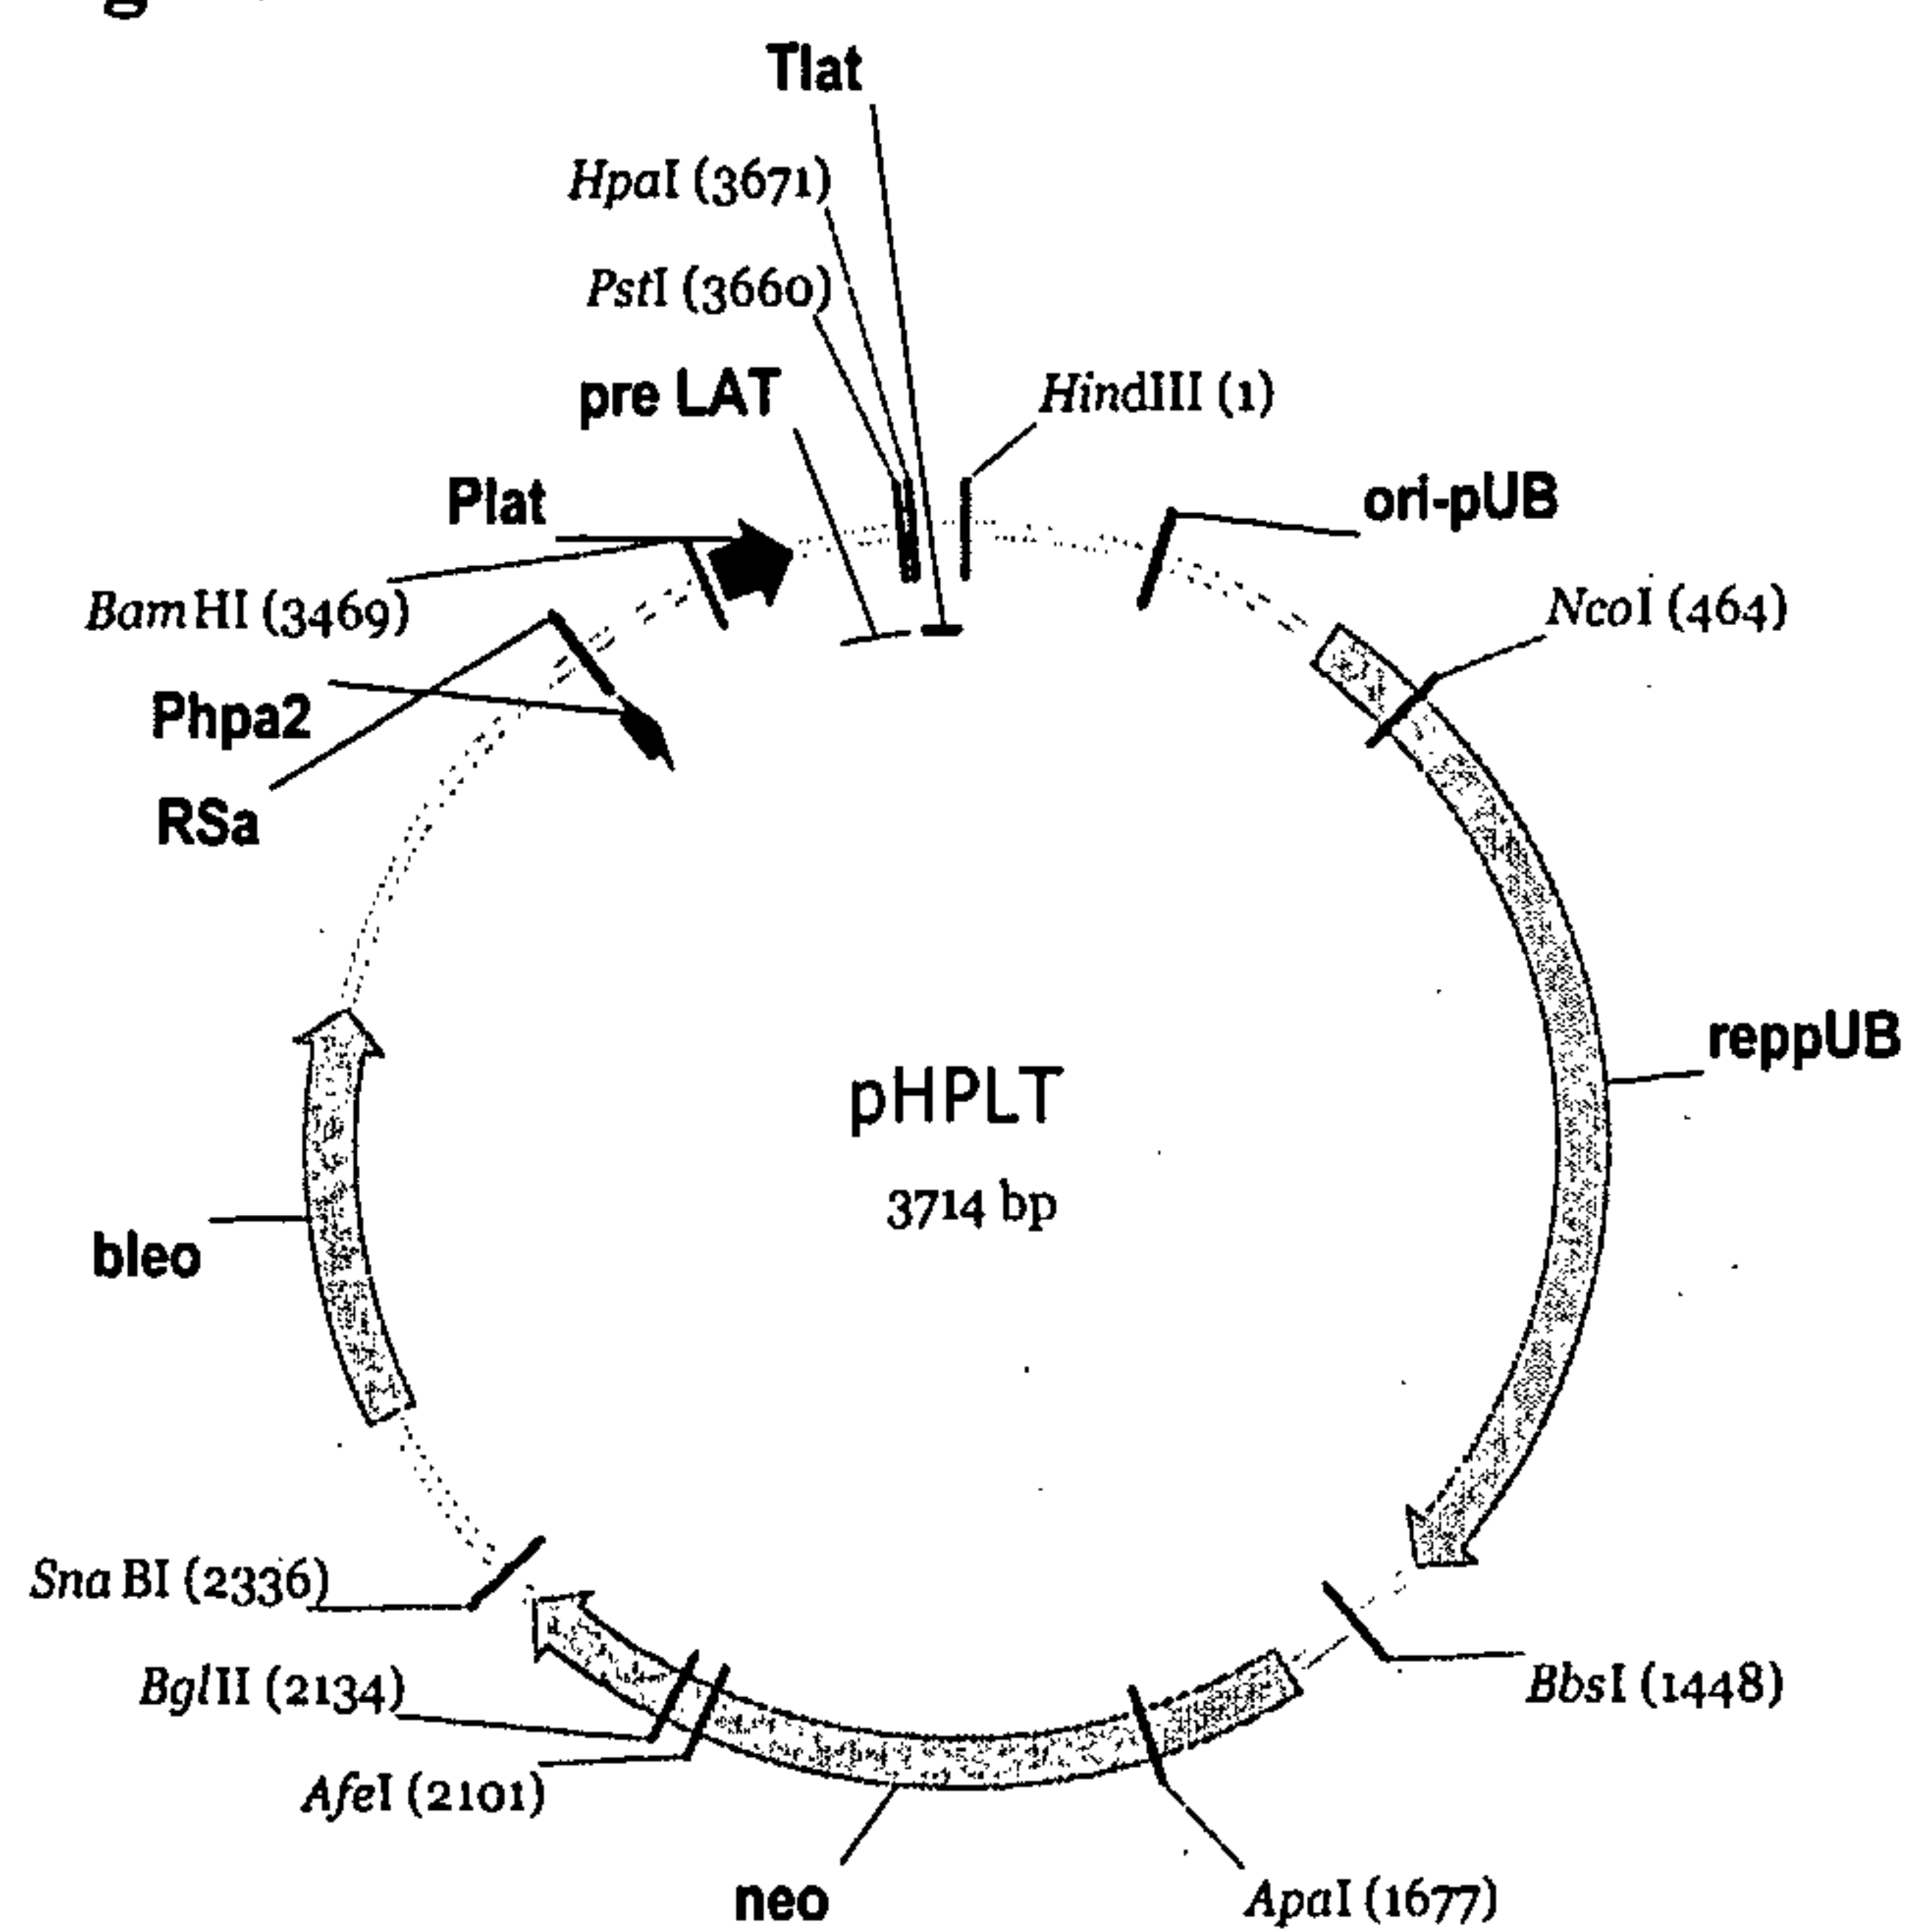 Tlat
HpaI (3671)
PstI (3660)
pre LAT
HindIII (1)
Plat
ori-pUB
BamHI (3469)
NcoI (464)
Phpa2
RSa
reppUB
pHPLT
3714 bp
bleo
SnaBI (2336)
BglII (2134)
BbsI (1448)
AfeI (2101)
neo
ApaI (1677)